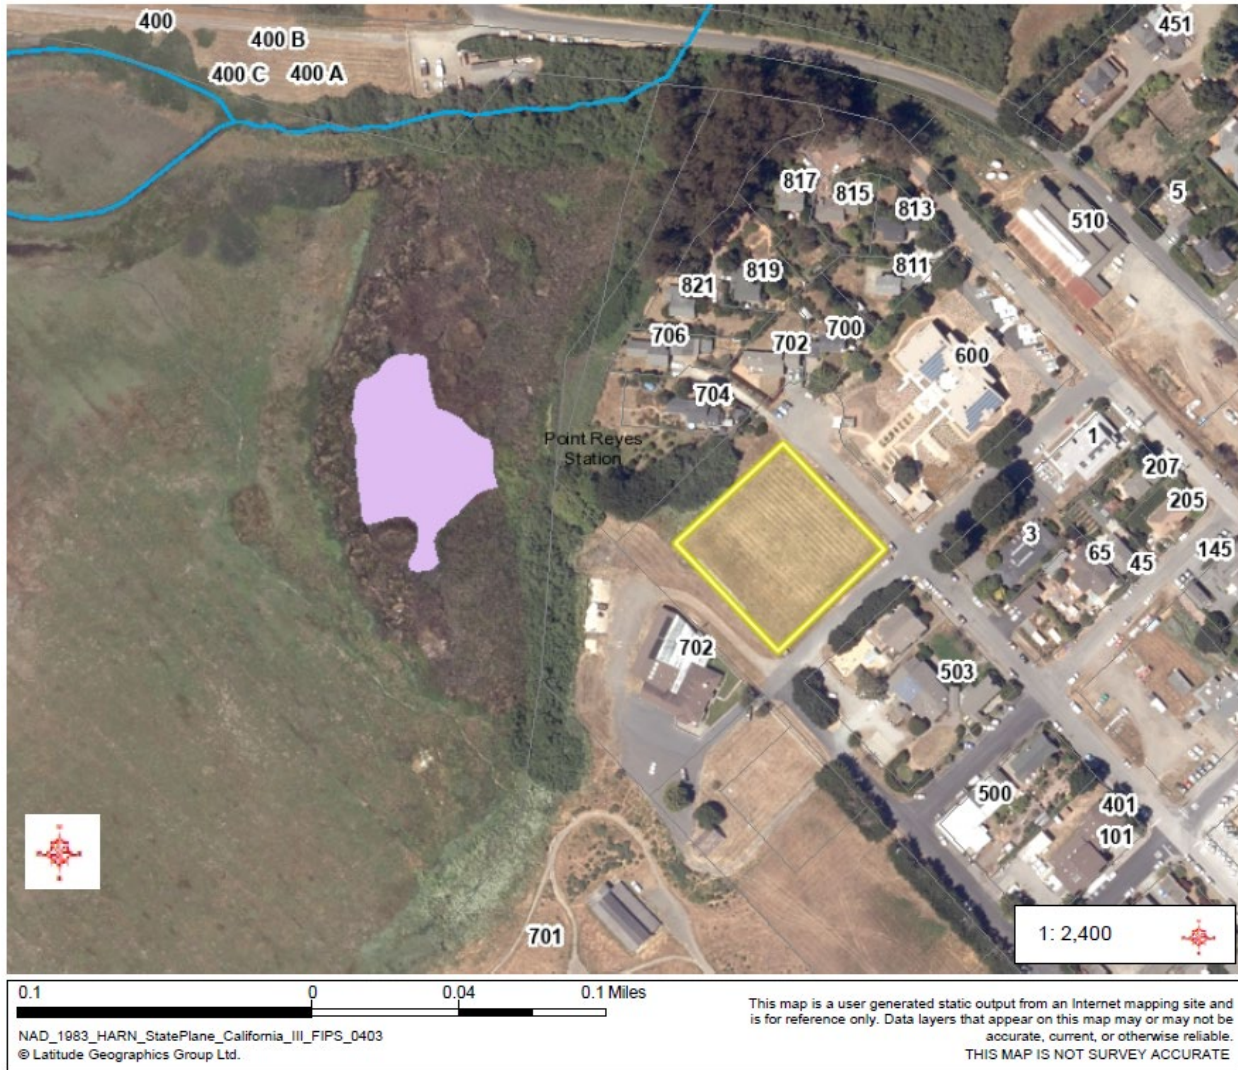 400
451
400 B
400 C
400 A
817
815
5
813
510
819
811
821
706
702
700
600
704
Point Reyes
Station
1
207
205
3
65
45
145
702
503
500
401
101
701
1: 2,400
0.1
0
0.04
0.1 Miles
NAD_1983_HARN_StatePlane_California_III_FIPS_0403
© Latitude Geographics Group Ltd.
This map is a user generated static output from an Internet mapping site and
is for reference only. Data layers that appear on this map may or may not be
accurate, current, or otherwise reliable.
THIS MAP IS NOT SURVEY ACCURATE